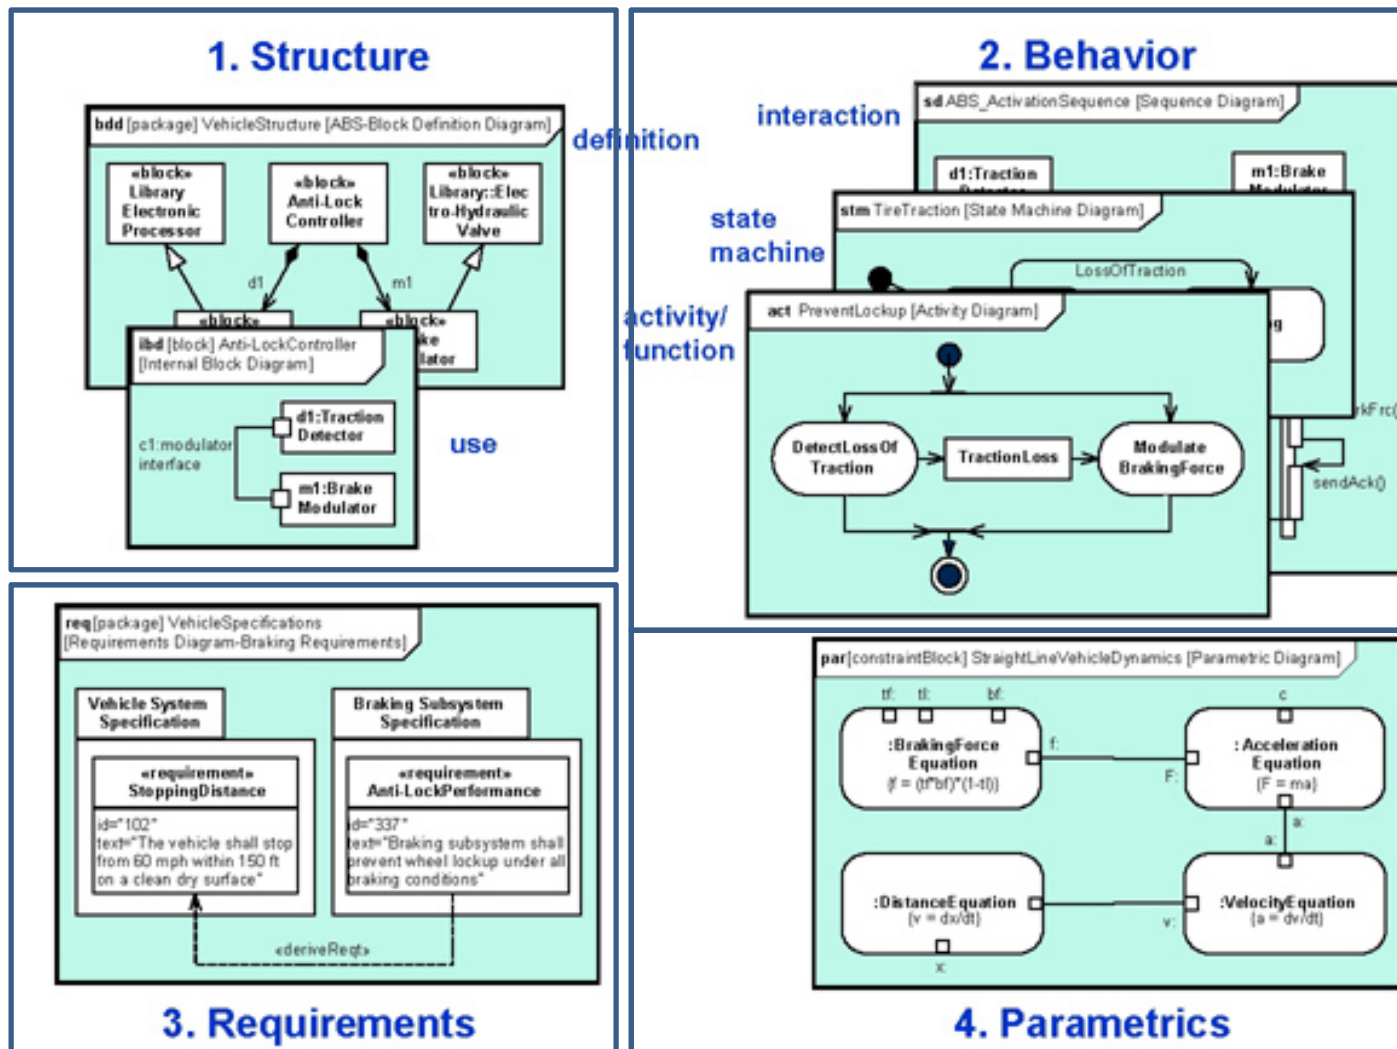 1. Structure
bdd [package] VehicleStructure [ABS-Block Definition Diagram]
definition
«block»
Library
Electronic
Processor
«block»
Anti-Lock
Controller
«block»
Library::Elec
tro-Hydraulic
Valve
d1
m1
«block»
«block»
ibd [block] Anti-LockController
[Internal Block Diagram]
d1:Traction
Detector
c1:modulator
interface
m1:Brake
Modulator
use
2. Behavior
interaction
sd ABS_ActivationSequence [Sequence Diagram]
d1:Traction
Detector
m1:Brake
Modulator
state
machine
stm TireTraction [State Machine Diagram]
LossOfTraction
activity/
function
act PreventLockup [Activity Diagram]
DetectLossOf
Traction
TractionLoss
Modulate
BrakingForce
sendAck()
req [package] VehicleSpecifications
[Requirements Diagram-Braking Requirements]
Vehicle System
Specification
«requirement»
StoppingDistance
id="102"
text="The vehicle shall stop
from 60 mph within 150 ft
on a clean dry surface"
Braking Subsystem
Specification
«requirement»
Anti-LockPerformance
id="337"
text="Braking subsystem shall
prevent wheel lockup under all
braking conditions"
«deriveReqt»
3. Requirements
par [constraintBlock] StraightLineVehicleDynamics [Parametric Diagram]
tf: tl: bf:
:BrakingForce
Equation
{f = (tf*bf)*(1-tl)}
f:
F:
c
: Acceleration
Equation
{F = ma}
a:
a:
:DistanceEquation
{v = dx/dt}
x:
v:
:VelocityEquation
{a = dv/dt}
4. Parametrics